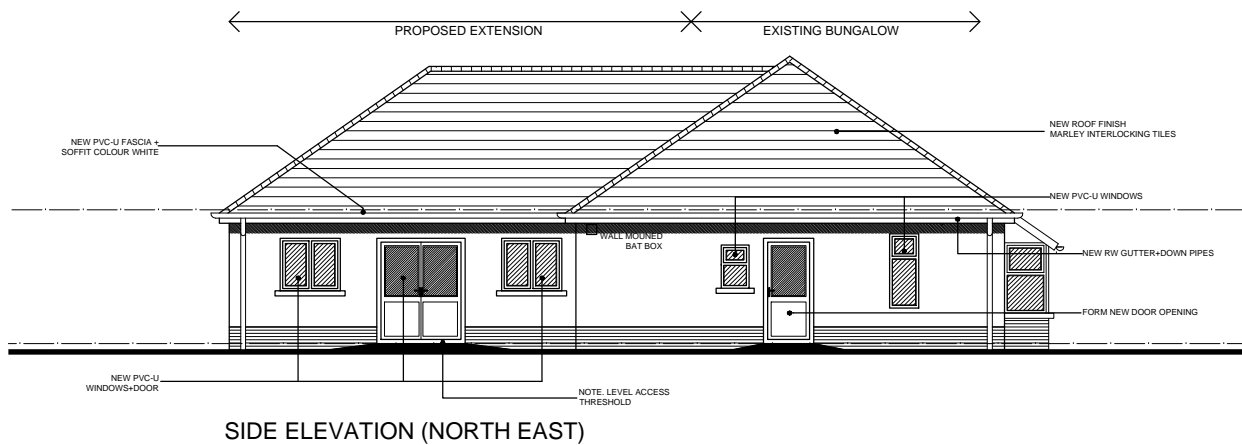 PROPOSED EXTENSION
EXISTING BUNGALOW
NEW ROOF FINISH
MARLEY INTERLOCKING TILES
NEW PVC-U FASCIA +
SOFFIT COLOUR WHITE
NEW PVC-U WINDOWS
WALL MOUNED
BAT BOX
NEW RW GUTTER+DOWN PIPES
FORM NEW DOOR OPENING
NEW PVC-U
WINDOWS+DOOR
NOTE. LEVEL ACCESS
THRESHOLD
SIDE ELEVATION (NORTH EAST)